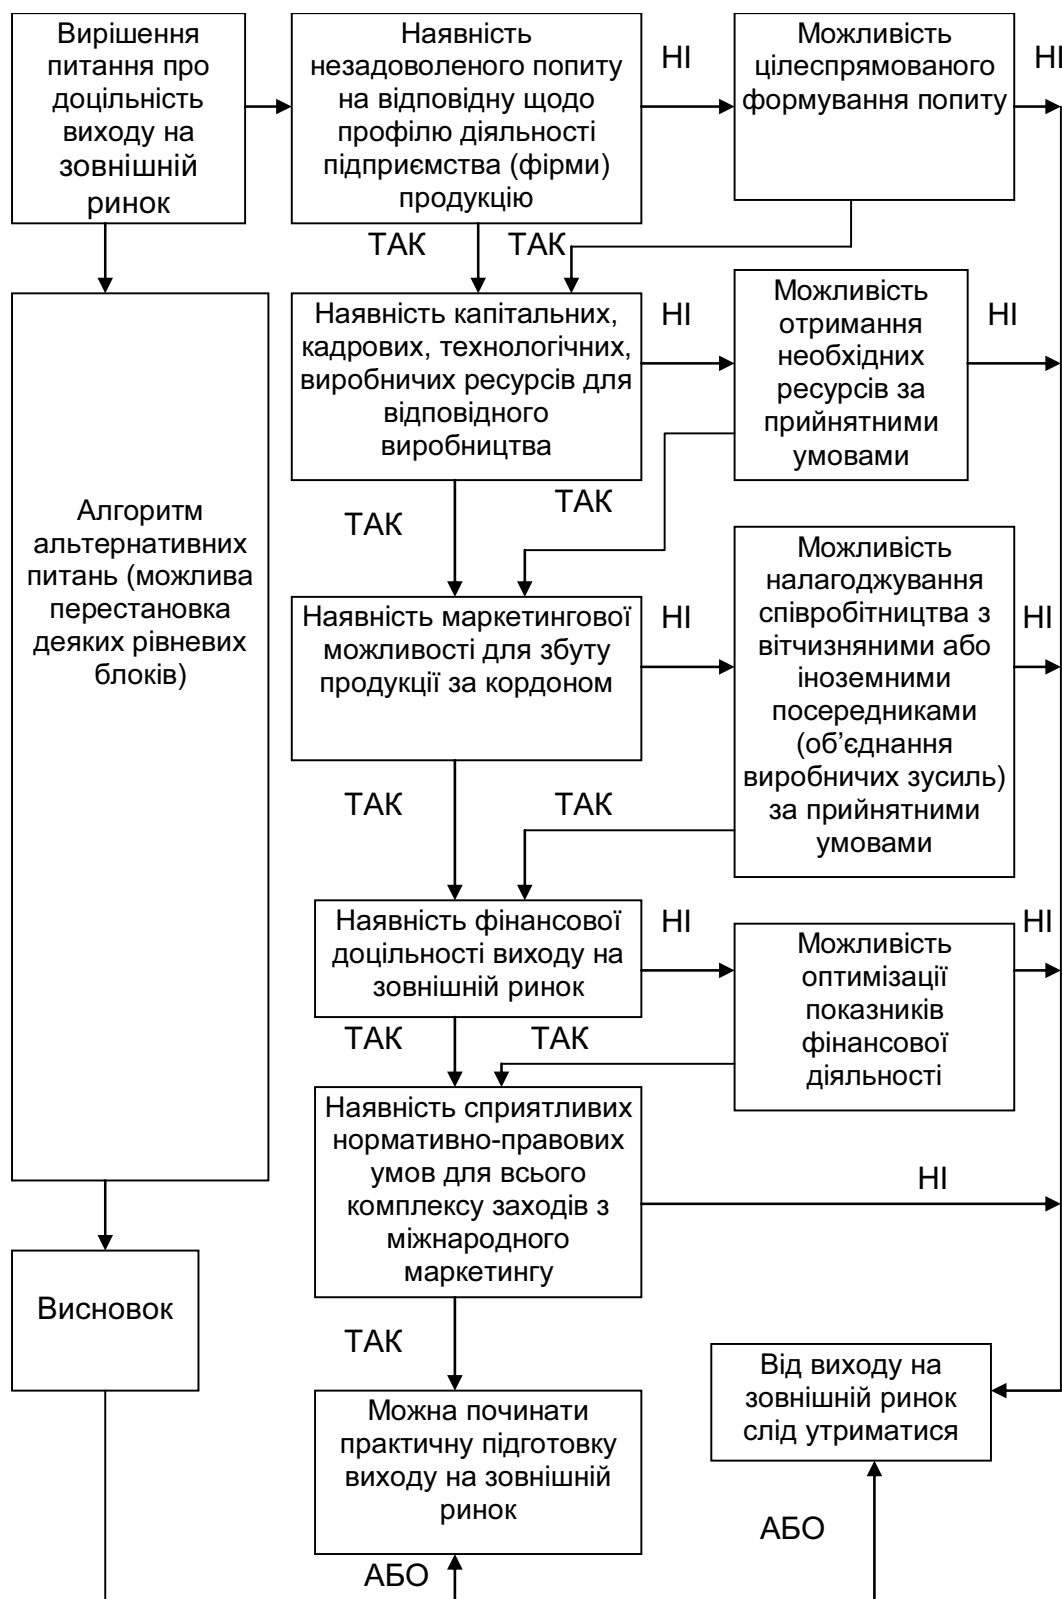 Вирішення
питання про
доцільність
виходу на
зовнішній
ринок
Наявність
незадоволеного попиту
на відповідну щодо
профілю діяльності
підприємства (фірми)
продукцію
НІ
Можливість
цілеспрямованого
формування попиту
НІ
ТАК
ТАК
Наявність капітальних,
кадрових, технологічних,
виробничих ресурсів для
відповідного
виробництва
НІ
Можливість
отримання
необхідних
ресурсів за
прийнятними
умовами
НІ
Алгоритм
альтернативних
питань (можлива
перестановка
деяких рівневих
блоків)
ТАК
ТАК
Наявність маркетингової
можливості для збуту
продукції за кордоном
НІ
Можливість
налагоджування
співробітництва з
вітчизняними або
іноземними
посередниками
(об’єднання
виробничих зусиль)
за прийнятними
умовами
НІ
ТАК
ТАК
Наявність фінансової
доцільності виходу на
зовнішній ринок
НІ
Можливість
оптимізації
показників
фінансової
діяльності
НІ
ТАК
ТАК
Наявність сприятливих
нормативно-правових
умов для всього
комплексу заходів з
міжнародного
маркетингу
НІ
Висновок
ТАК
Можна починати
практичну підготовку
виходу на зовнішній
ринок
Від виходу на
зовнішній ринок
слід утриматися
АБО
АБО